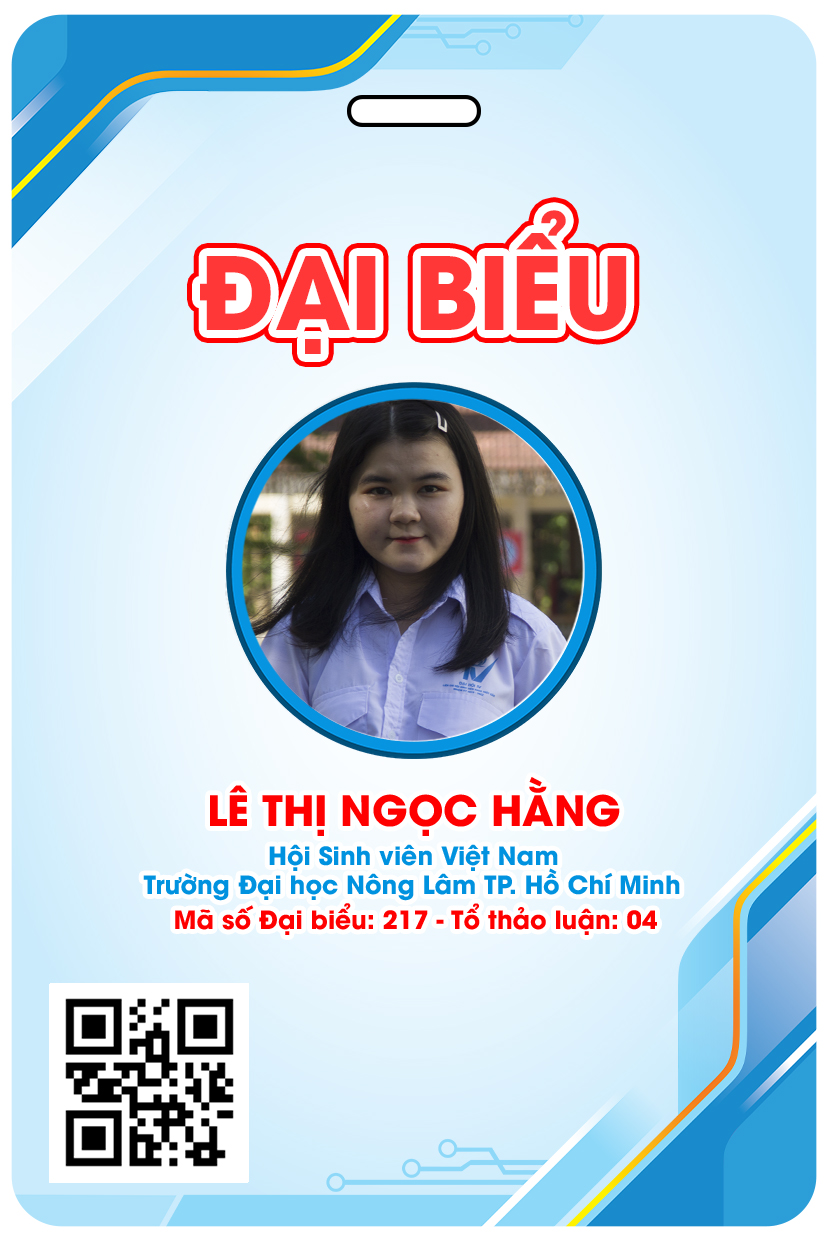 ĐẠI BIỂU
LÊ THỊ NGỌC HẰNG
Hội Sinh viên Việt Nam
Trường Đại học Nông Lâm TP. Hồ Chí Minh
Mã số Đại biểu: 217 - Tổ thảo luận: 04